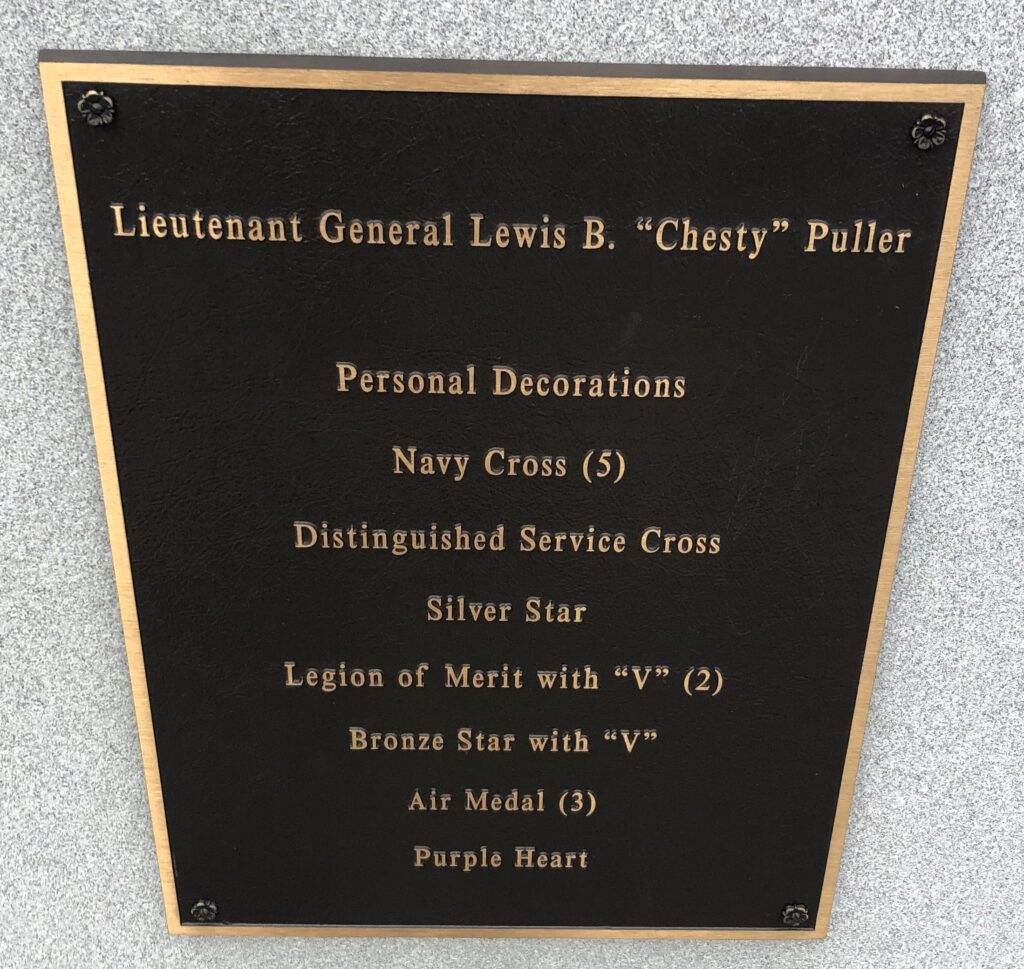 Lieutenant General Lewis B. “Chesty” Puller
Personal Decorations
Navy Cross (5)
Distinguished Service Cross
Silver Star
Legion of Merit with “V” (2)
Bronze Star with “V”
Air Medal (3)
Purple Heart